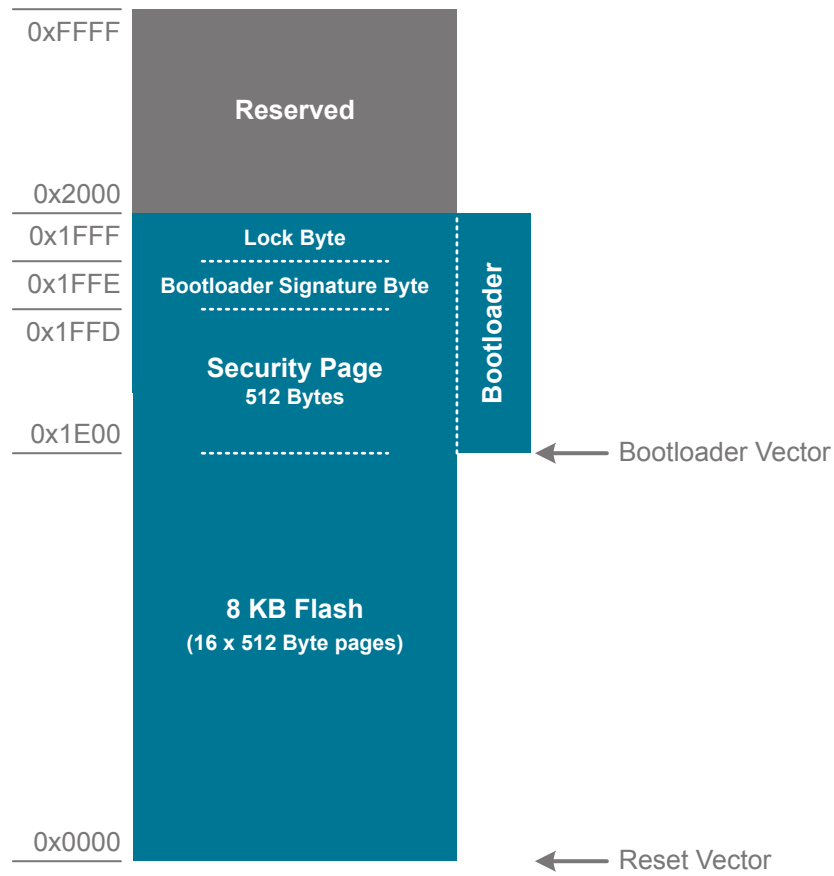 0xFFFF
Reserved
0x2000
0x1FFF
Lock Byte
0x1FFE
Bootloader Signature Byte
0x1FFD
Security Page
512 Bytes
Bootloader
0x1E00
Bootloader Vector
8 KB Flash
(16 x 512 Byte pages)
0x0000
Reset Vector